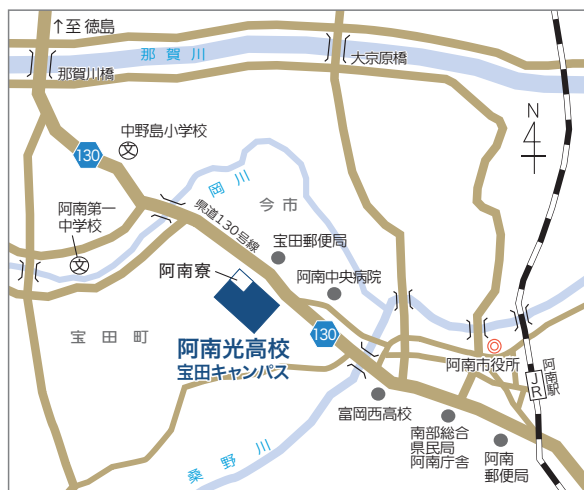 ↑至 徳島
那賀川
那賀川橋
大京原橋
N
中野島小学校
文
130
岡川
阿南第一
中学校
文
今市
県道130号線
宝田郵便局
阿南寮
阿南中央病院
宝田町
阿南光高校
宝田キャンパス
130
阿南市役所
阿南駅
JR
富岡西高校
南部総合
県民局
阿南庁舎
阿南
郵便局
桑野川